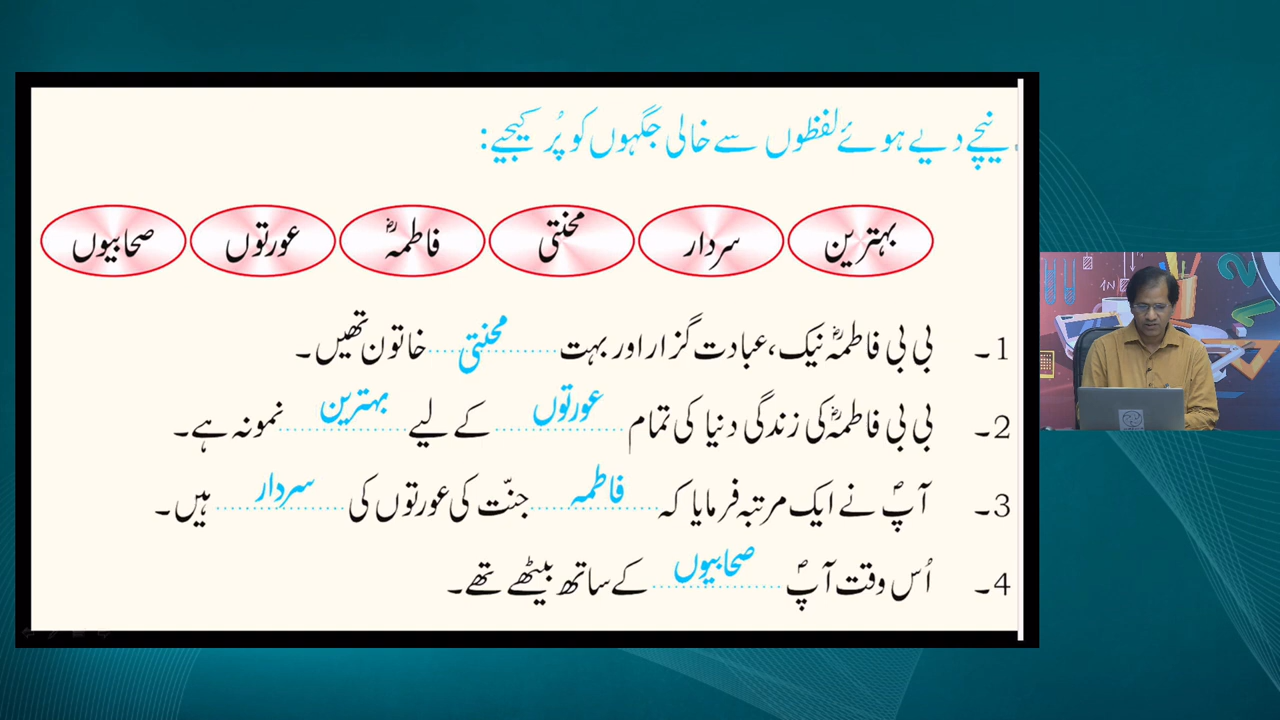 نیچے دیے ہوئے لفظوں سے خالی جگہوں کو پُر کیجیے:
بہترین سردار محنتی فاطمہؓ عورتوں صحابیوں
1۔ بی بی فاطمہؓ نیک، عبادت گزار اور بہت محنتی خاتون تھیں۔
2۔ بی بی فاطمہؓ کی زندگی دنیا کی تمام عورتوں کے لیے بہترین نمونہ ہے۔
3۔ آپؐ نے ایک مرتبہ فرمایا کہ فاطمہ جنّت کی عورتوں کی سردار ہیں۔
4۔ اُس وقت آپؐ صحابیوں کے ساتھ بیٹھے تھے۔